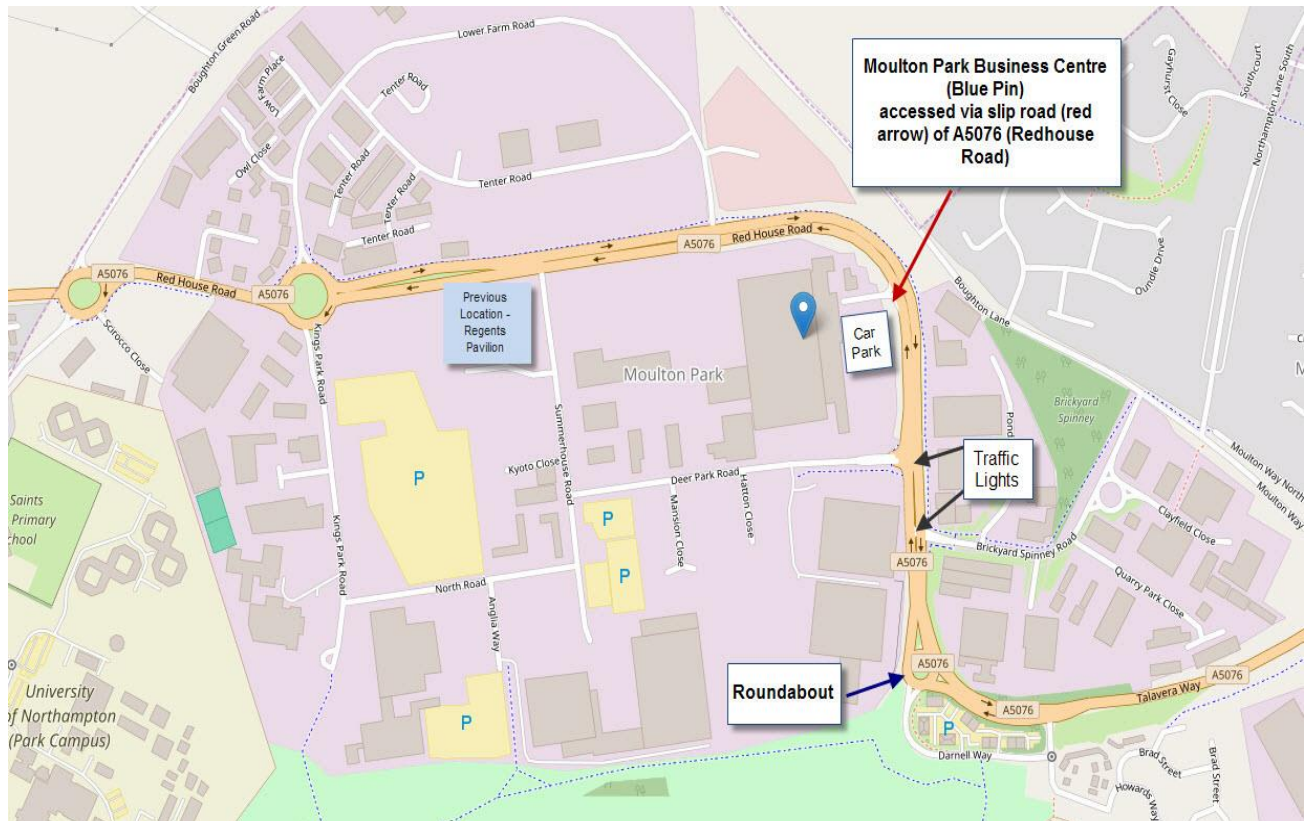 Boughton Green Road
Lower Farm Road
Low Farm Place
Owl Close
Tenter Road
Tenter Road
Tenter Road
Tenter Road
Tenter Road
Moulton Park Business Centre
(Blue Pin)
accessed via slip road (red
arrow) of A5076 (Redhouse
Road)
Gayhurst Close
Southcourt
Northampton Lane South
Oundle Drive
A5076
Red House Road
A5076
A5076
Red House Road
Boughton Lane
Scirocco Close
Kings Park Road
Previous
Location -
Regents
Pavilion
Car
Park
Moulton Park
Brickyard
Spinney
Pond
Summerhouse Road
Kyoto Close
Deer Park Road
Mansion Close
Hatton Close
Traffic
Lights
Moulton Way North
Moulton Way
Clayfield Close
Brickyard Spinney Road
Quarry Park Close
A5076
P
P
P
Saints
Primary
chool
Kings Park Road
North Road
Anglia Way
Roundabout
A5076
A5076
Talavera Way
A5076
University
of Northampton
(Park Campus)
P
P
Darnell Way
Brad Street
Brad Street
Howards Way